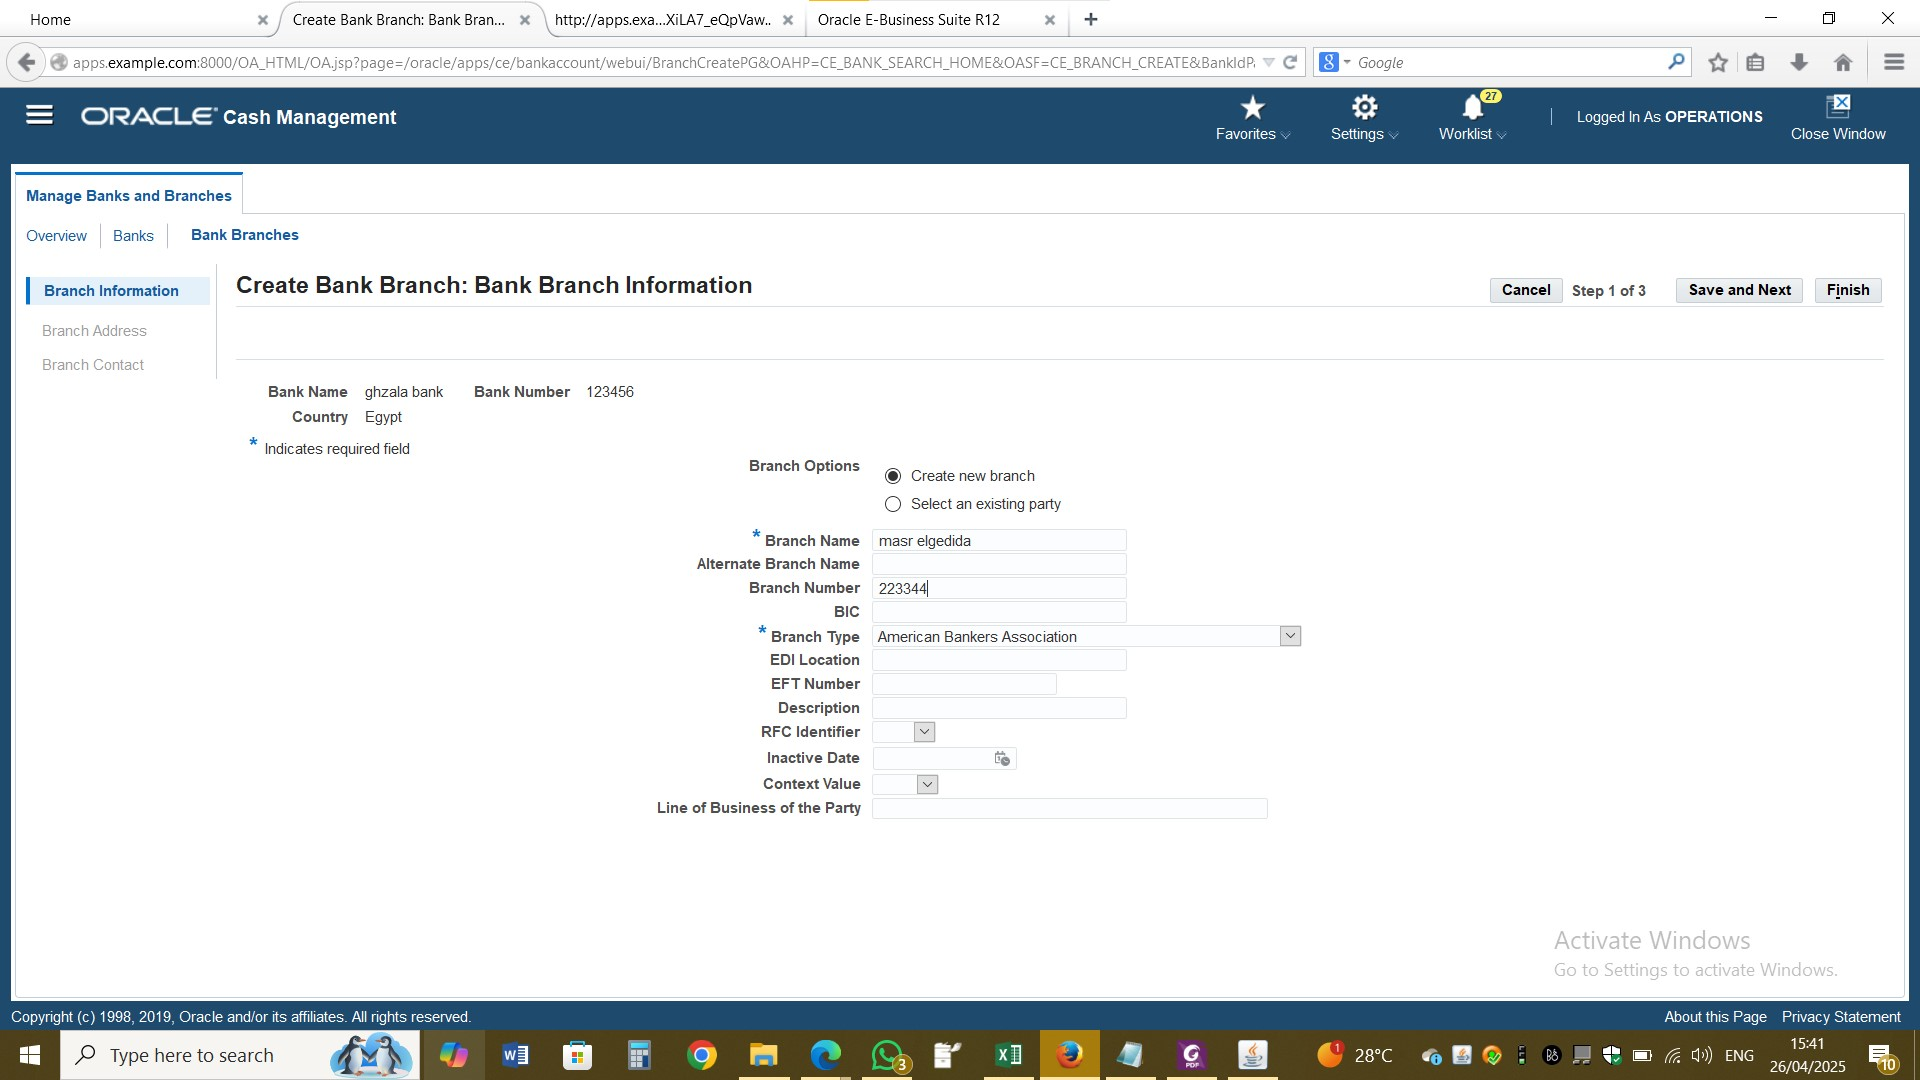 Home
Create Bank Branch: Bank Bran...
http://apps.exa...XiLA7_eQpVaw...
Oracle E-Business Suite R12
apps.example.com:8000/OA_HTML/OA.jsp?page=/oracle/apps/ce/bankaccount/webui/BranchCreatePG&OAHP=CE_BANK_SEARCH_HOME&OASF=CE_BRANCH_CREATE&BankIdPa
Google
ORACLE Cash Management
27
Favorites
Settings
Worklist
Logged In As OPERATIONS
Close Window
Manage Banks and Branches
Overview
Banks
Bank Branches
Branch Information
Branch Address
Branch Contact
Create Bank Branch: Bank Branch Information
Cancel
Step 1 of 3
Save and Next
Finish
Bank Name ghzala bank
Bank Number 123456
Country Egypt
* Indicates required field
Branch Options
Create new branch
Select an existing party
* Branch Name masr elgedida
Alternate Branch Name
Branch Number 223344
BIC
* Branch Type American Bankers Association
EDI Location
EFT Number
Description
RFC Identifier
Inactive Date
Context Value
Line of Business of the Party
Activate Windows
Go to Settings to activate Windows.
Copyright (c) 1998, 2019, Oracle and/or its affiliates. All rights reserved.
About this Page
Privacy Statement
Type here to search
3
1
28°C
ENG
15:41
26/04/2025
10